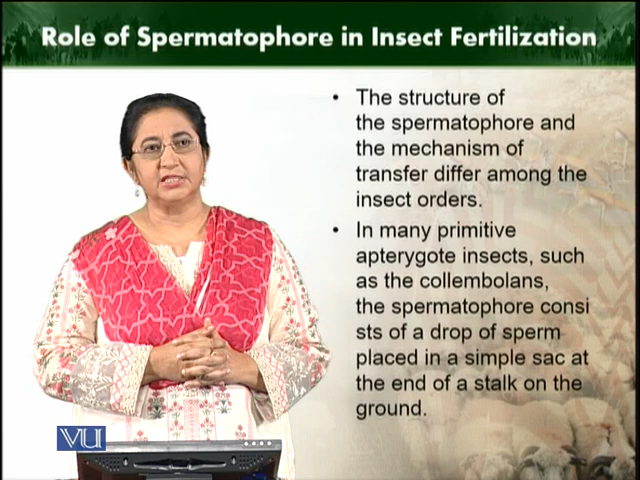 Role of Spermatophore in Insect Fertilization
• The structure of
the spermatophore and
the mechanism of
transfer differ among the
insect orders.
• In many primitive
apterygote insects, such
as the collembolans,
the spermatophore consi
sts of a drop of sperm
placed in a simple sac at
the end of a stalk on the
ground.
VU